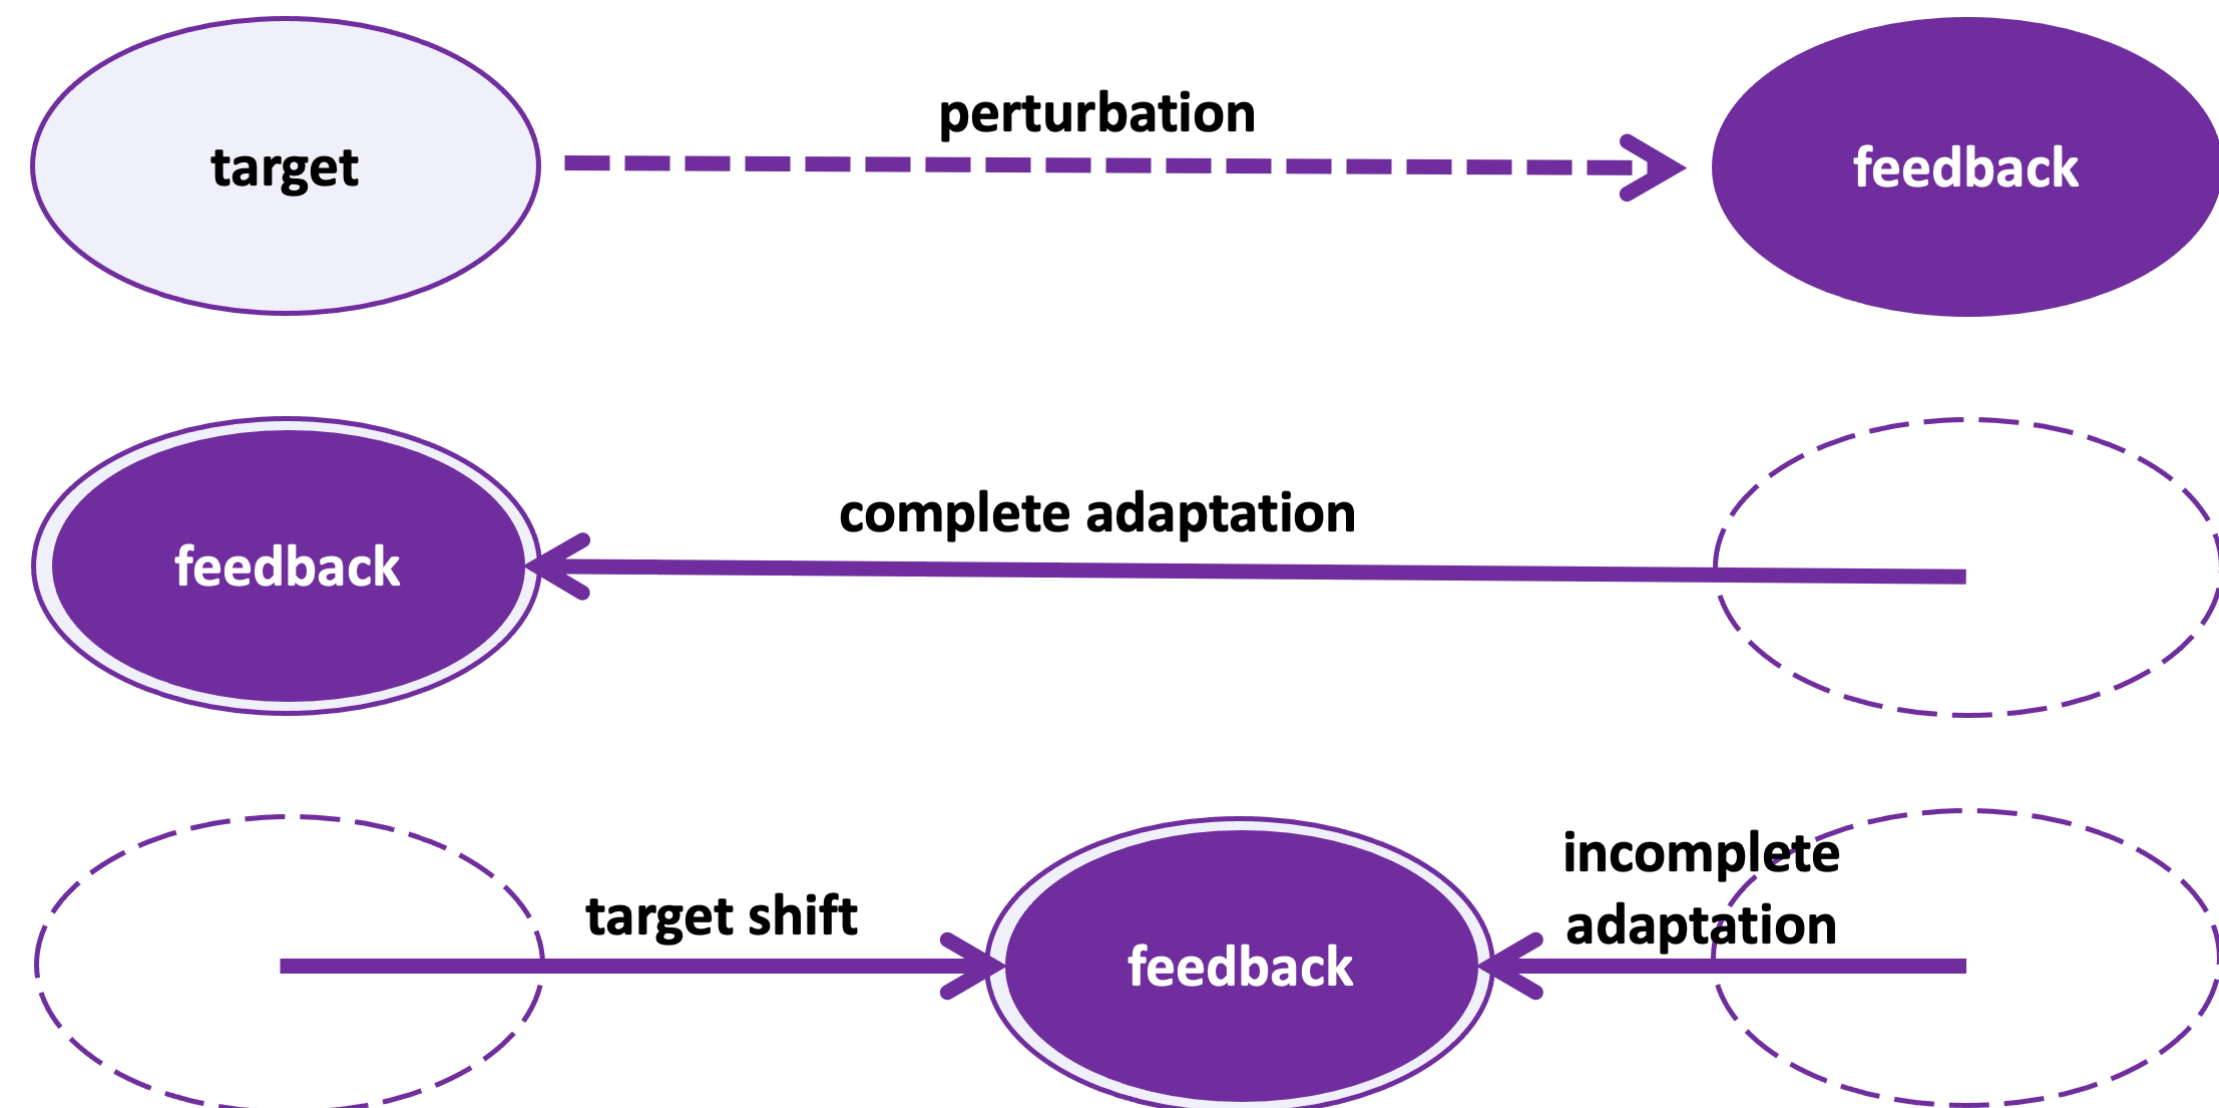 perturbation
target
feedback
complete adaptation
feedback
incomplete
adaptation
target shift
feedback